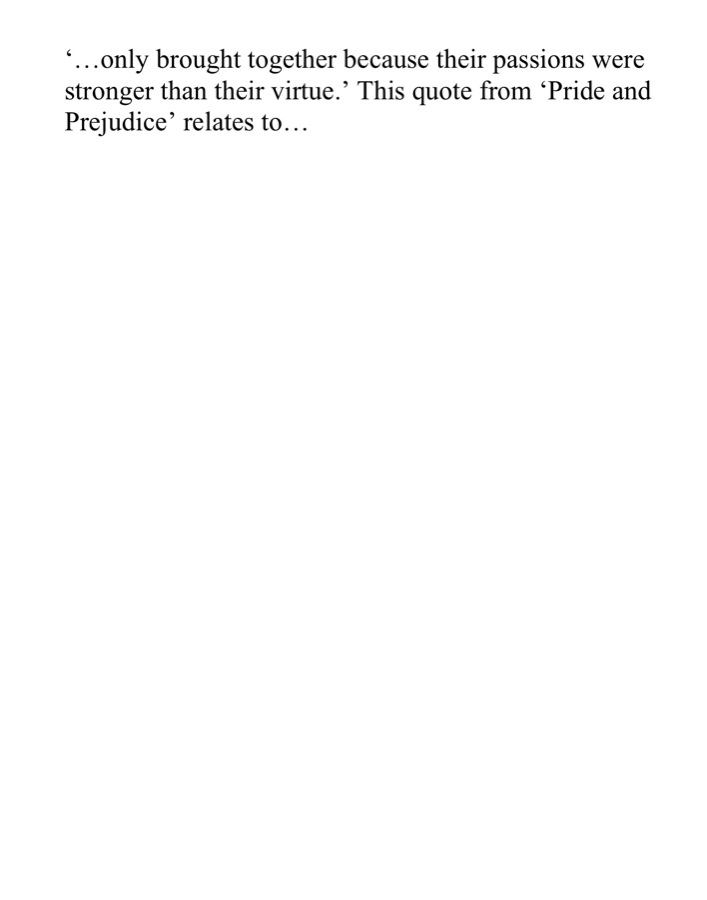 ‘…only brought together because their passions were
stronger than their virtue.’ This quote from ‘Pride and
Prejudice’ relates to…